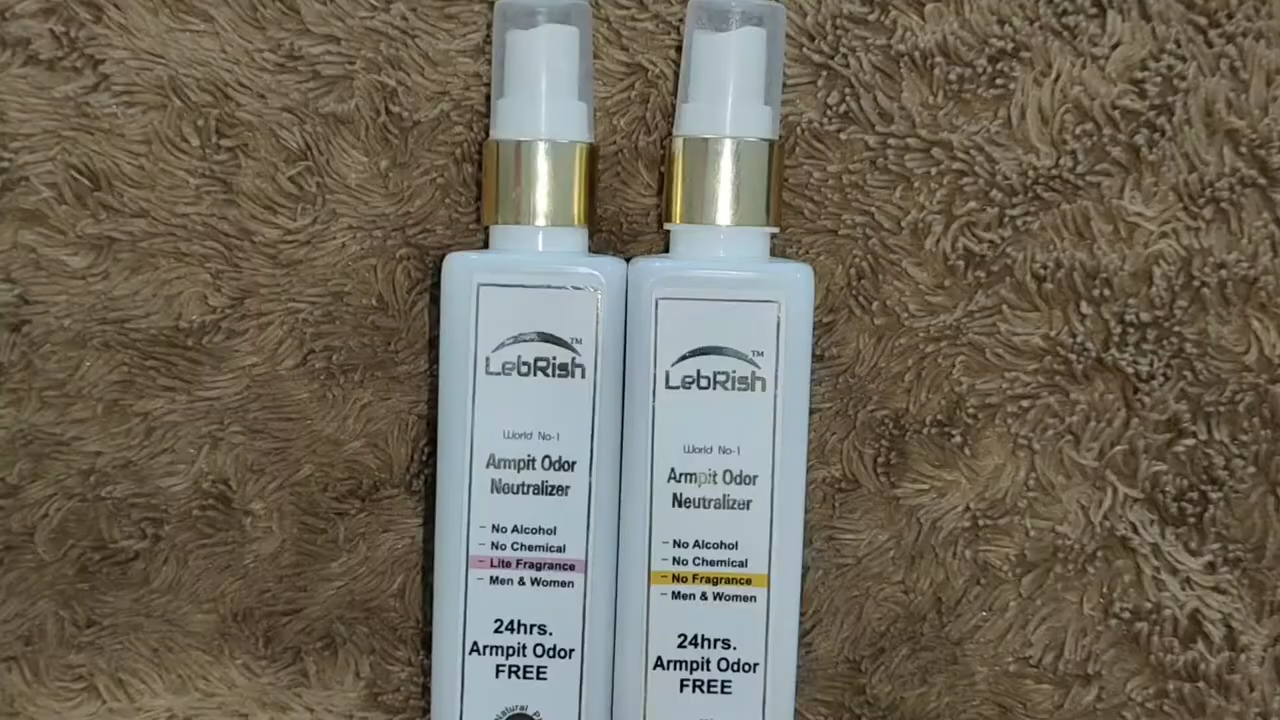 LebRish™
World No-1
Armpit Odor
Neutralizer
- No Alcohol
- No Chemical
- Lite Fragrance
- Men & Women
24hrs.
Armpit Odor
FREE
Natural
LebRish™
World No-1
Armpit Odor
Neutralizer
- No Alcohol
- No Chemical
- No Fragrance
- Men & Women
24hrs.
Armpit Odor
FREE